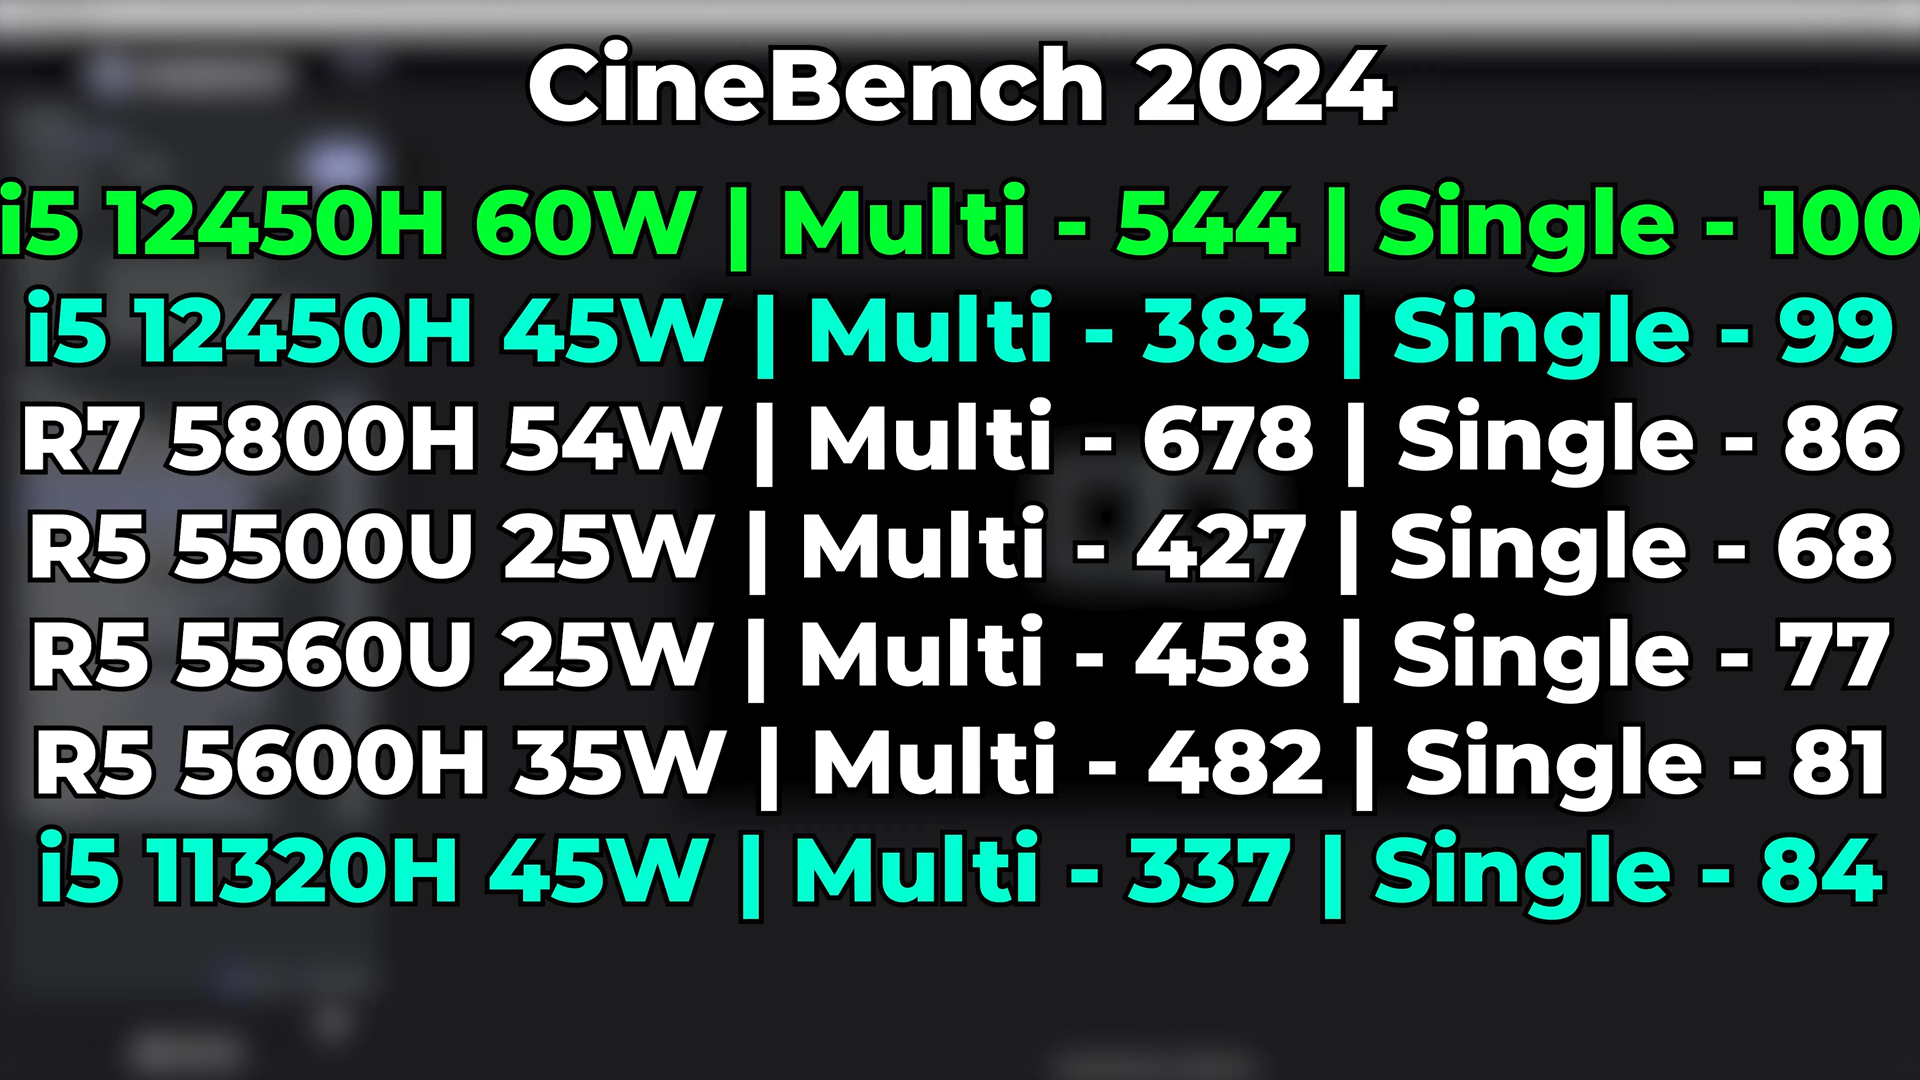 CineBench 2024
i5 12450H 60W | Multi - 544 | Single - 100
i5 12450H 45W | Multi - 383 | Single - 99
R7 5800H 54W | Multi - 678 | Single - 86
R5 5500U 25W | Multi - 427 | Single - 68
R5 5560U 25W | Multi - 458 | Single - 77
R5 5600H 35W | Multi - 482 | Single - 81
i5 11320H 45W | Multi - 337 | Single - 84